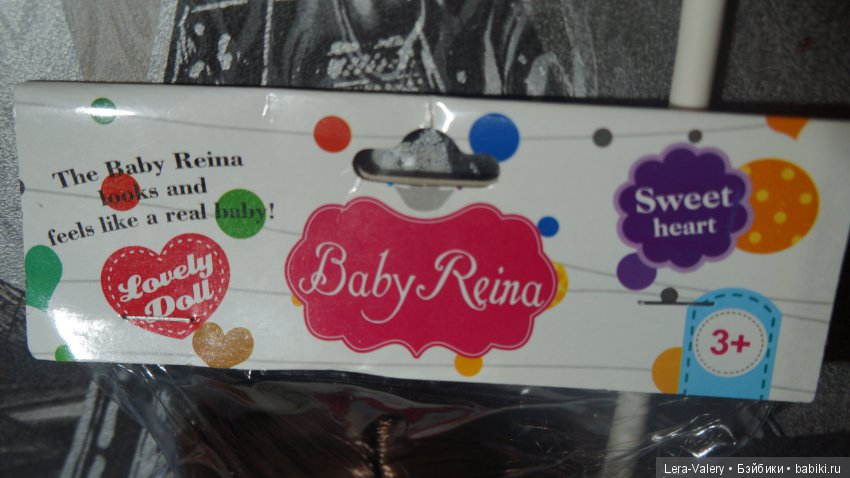 The Baby Reina
looks and
feels like a real baby!
Lovely
Doll
Baby Reina
Sweet
heart
3+
Lera-Valery • Бэйбики • babiki.ru